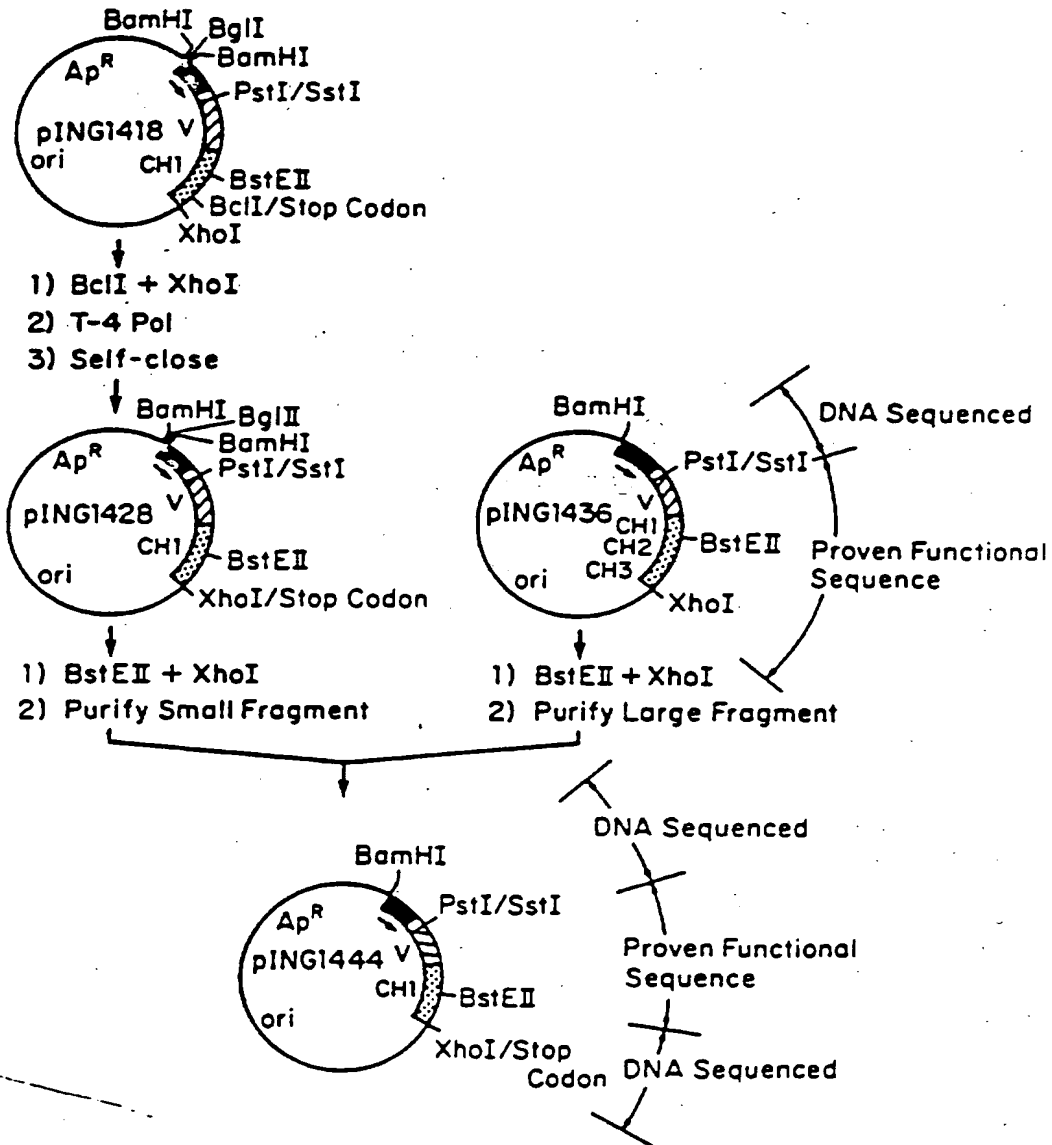 BamHI
BglI
BamHI
Ap^R
PstI/SstI
pING1418
V
ori
CH1
BstEII
BclI/Stop Codon
XhoI
1) BclI + XhoI
2) T-4 Pol
3) Self-close
BamHI
BglII
BamHI
Ap^R
PstI/SstI
pING1428
V
CH1
BstEII
ori
XhoI/Stop Codon
BamHI
Ap^R
PstI/SstI
pING1436
V
CH1
CH2
BstEII
CH3
ori
XhoI
DNA Sequenced
Proven Functional
Sequence
1) BstEII + XhoI
2) Purify Small Fragment
1) BstEII + XhoI
2) Purify Large Fragment
BamHI
Ap^R
PstI/SstI
pING1444
V
CH1
BstEII
ori
XhoI/Stop
Codon
DNA Sequenced
Proven Functional
Sequence
DNA Sequenced